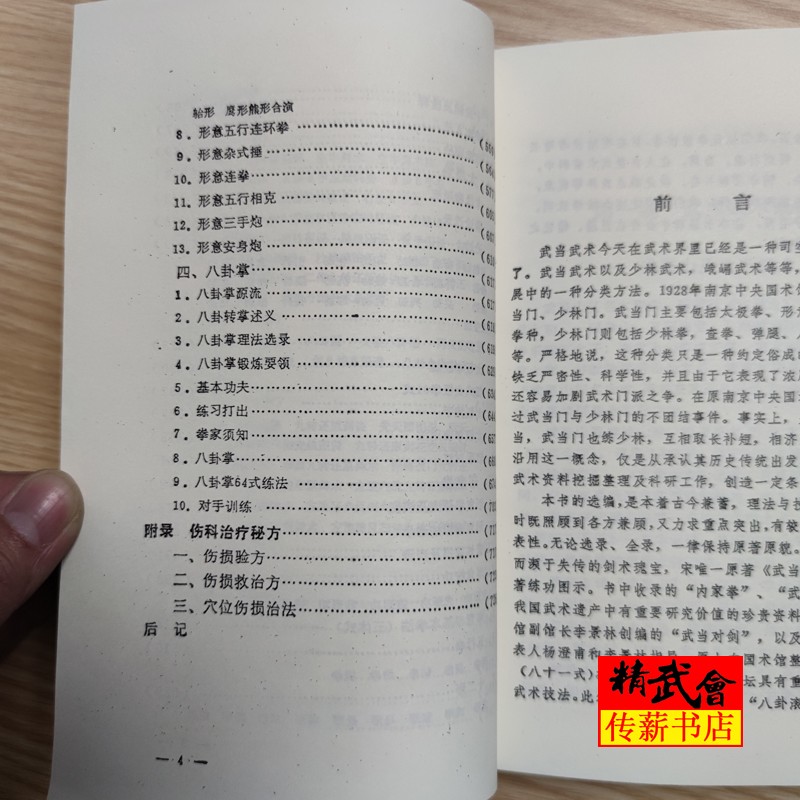 鲐形 鹰形熊形合演
8．形意五行连环拳
9．形意杂式捶
10．形意连拳
11．形意五行相克
12．形意三手炮
13．形意安身炮
四、八卦掌
1．八卦掌源流
2．八卦转掌述义
3．八卦掌理法选录
4．八卦掌锻炼要领
5．基本功夫
6．练习打出
7．拳家须知
8．八卦掌
9．八卦掌64式练法
10．对手训练
附录 伤科治疗秘方
一、伤损验方
二、伤损救治方
三、穴位伤损治法
后 记
— 4 —
前 言
武当武术今天在武术界里已经是一种司空
了。武当武术以及少林武术，峨嵋武术等等，
展中的一种分类方法。1928年南京中央国术
当门、少林门。武当门主要包括太极拳、形
拳种，少林门则包括少林拳，查拳、弹腿、
等。严格地说，这种分类只是一种约定俗成的
缺乏严密性、科学性，并且由于它表现了浓
还容易加剧武术门派之争。在原南京中央国
过武当门与少林门的不团结事件。事实上，
当，武当门也练少林，互相取长补短，相济
沿用这一概念，仅是从承认其历史传统出发
武术资料挖掘整理及科研工作，创造一定条
本书的选编，是本着古今兼蓄，理论与技
时既照顾到各方兼顾，又力求重点突出，有较
表性。无论选录、全录，一律保持原著原貌。
而濒于失传的剑术瑰宝，宋唯一原著《武当
著练功图示。书中收录的“内家拳”、“武
我国武术遗产中有重要研究价值的珍贵资料
馆副馆长李景林创编的“武当对剑”，以及
表人杨澄甫和李景林
国术馆整
（八十一式）
坛具有重
武术技法。此
“八卦滚
精武會
传薪书店